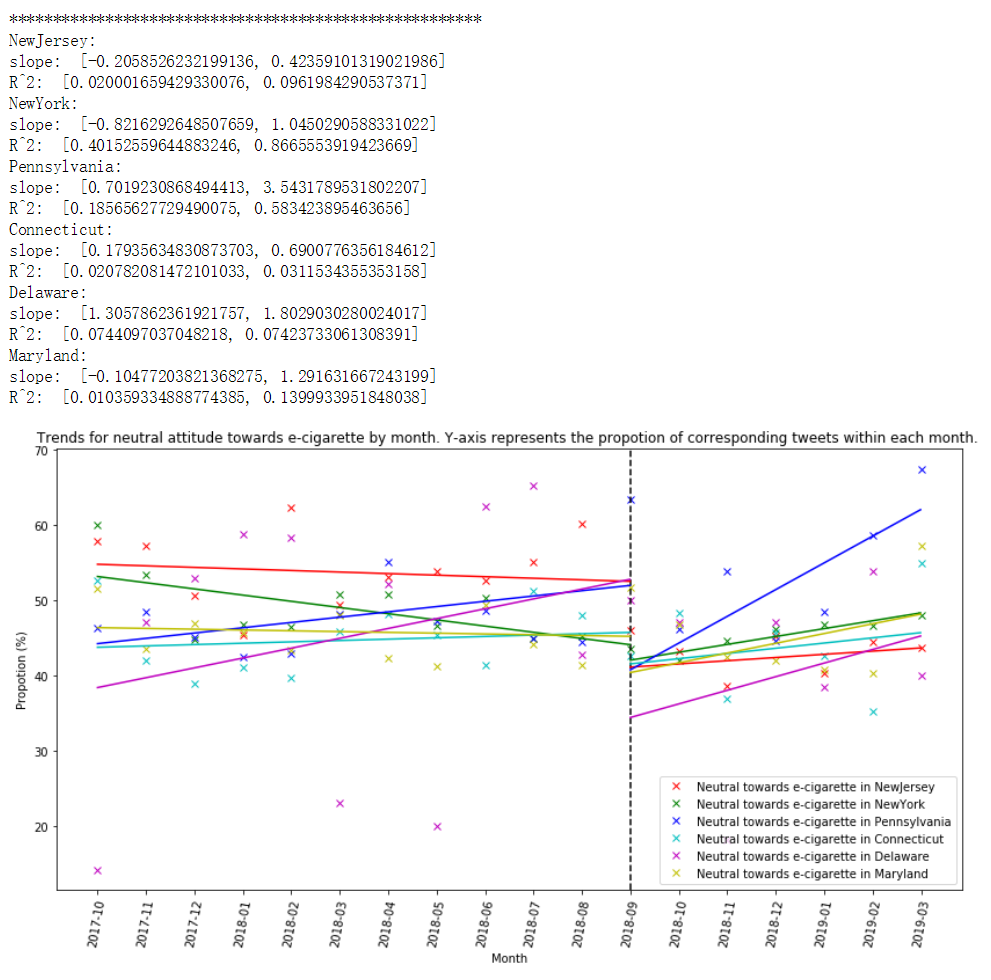 ******************************************************
NewJersey:
slope:  [-0.2058526232199136, 0.42359101319021986]
R^2:  [0.020001659429330076, 0.0961984290537371]
NewYork:
slope:  [-0.8216292648507659, 1.0450290588331022]
R^2:  [0.40152559644883246, 0.8665553919423669]
Pennsylvania:
slope:  [0.7019230868494413, 3.5431789531802207]
R^2:  [0.18565627729490075, 0.583423895463656]
Connecticut:
slope:  [0.17935634830873703, 0.6900776356184612]
R^2:  [0.020782081472101033, 0.0311534355353158]
Delaware:
slope:  [1.3057862361921757, 1.8029030280024017]
R^2:  [0.0744097037048218, 0.07423733061308391]
Maryland:
slope:  [-0.10477203821368275, 1.291631667243199]
R^2:  [0.010359334888774385, 0.1399933951848038]
Trends for neutral attitude towards e-cigarette by month. Y-axis represents the propotion of corresponding tweets within each month.
70
60
50
40
30
20
Propotion (%)
Neutral towards e-cigarette in NewJersey
Neutral towards e-cigarette in NewYork
Neutral towards e-cigarette in Pennsylvania
Neutral towards e-cigarette in Connecticut
Neutral towards e-cigarette in Delaware
Neutral towards e-cigarette in Maryland
2017-10
2017-11
2017-12
2018-01
2018-02
2018-03
2018-04
2018-05
2018-06
2018-07
2018-08
2018-09
2018-10
2018-11
2018-12
2019-01
2019-02
2019-03
Month